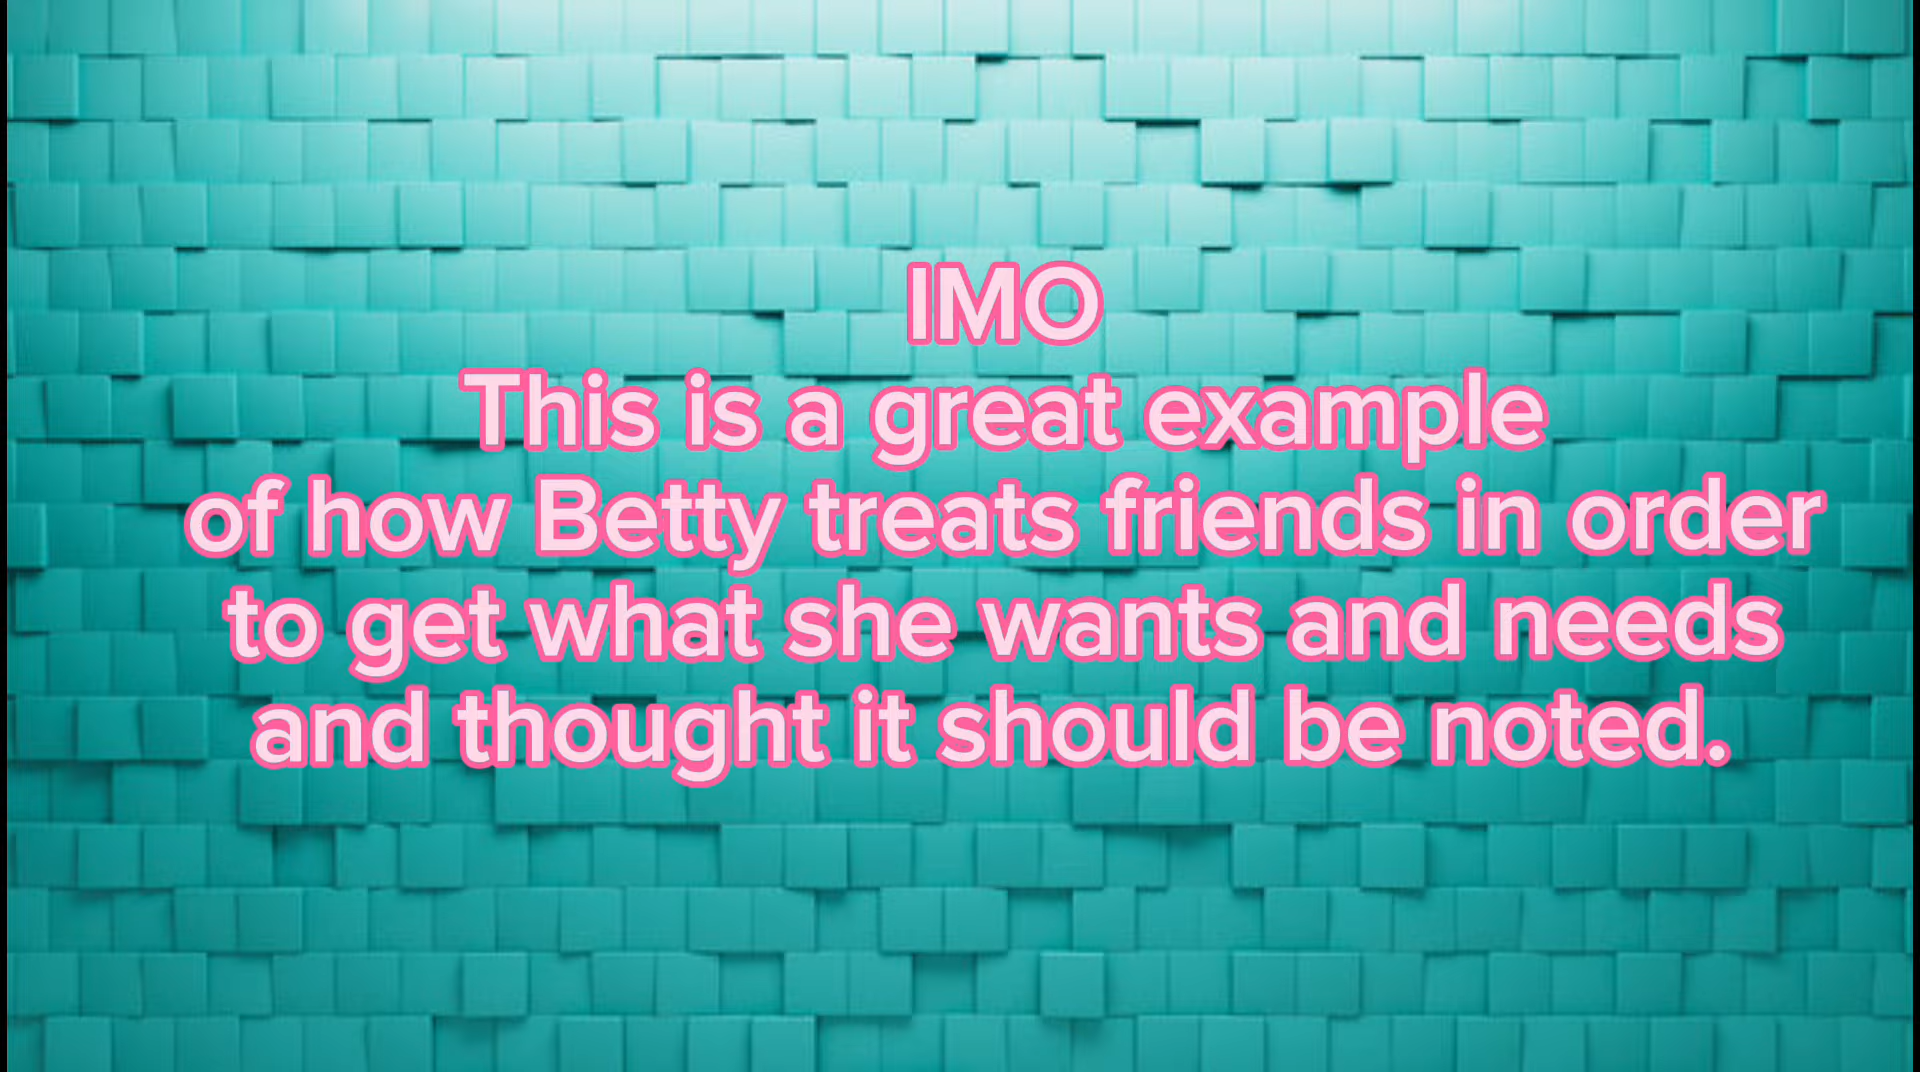 IMO
This is a great example
of how Betty treats friends in order
to get what she wants and needs
and thought it should be noted.